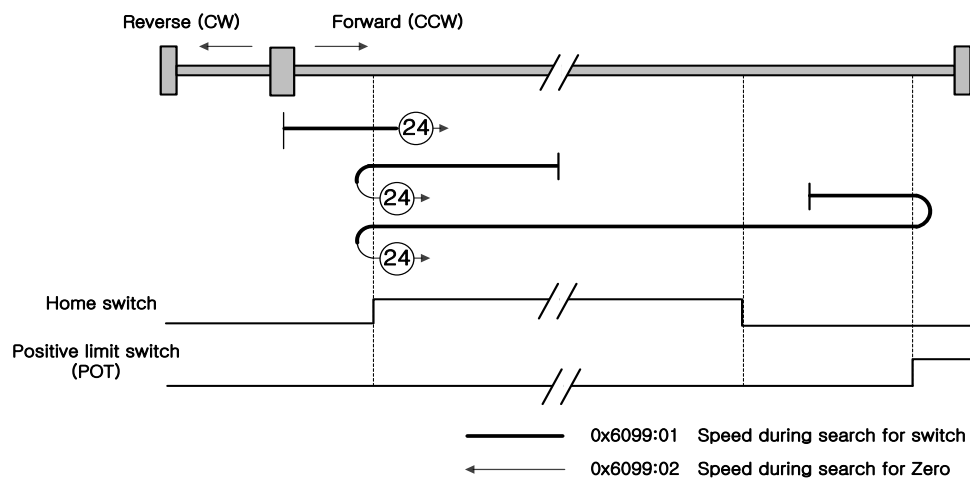 Reverse (CW) Forward (CCW)
24
24
24
Home switch
Positive limit switch
(POT)
0x6099:01 Speed during search for switch
0x6099:02 Speed during search for Zero